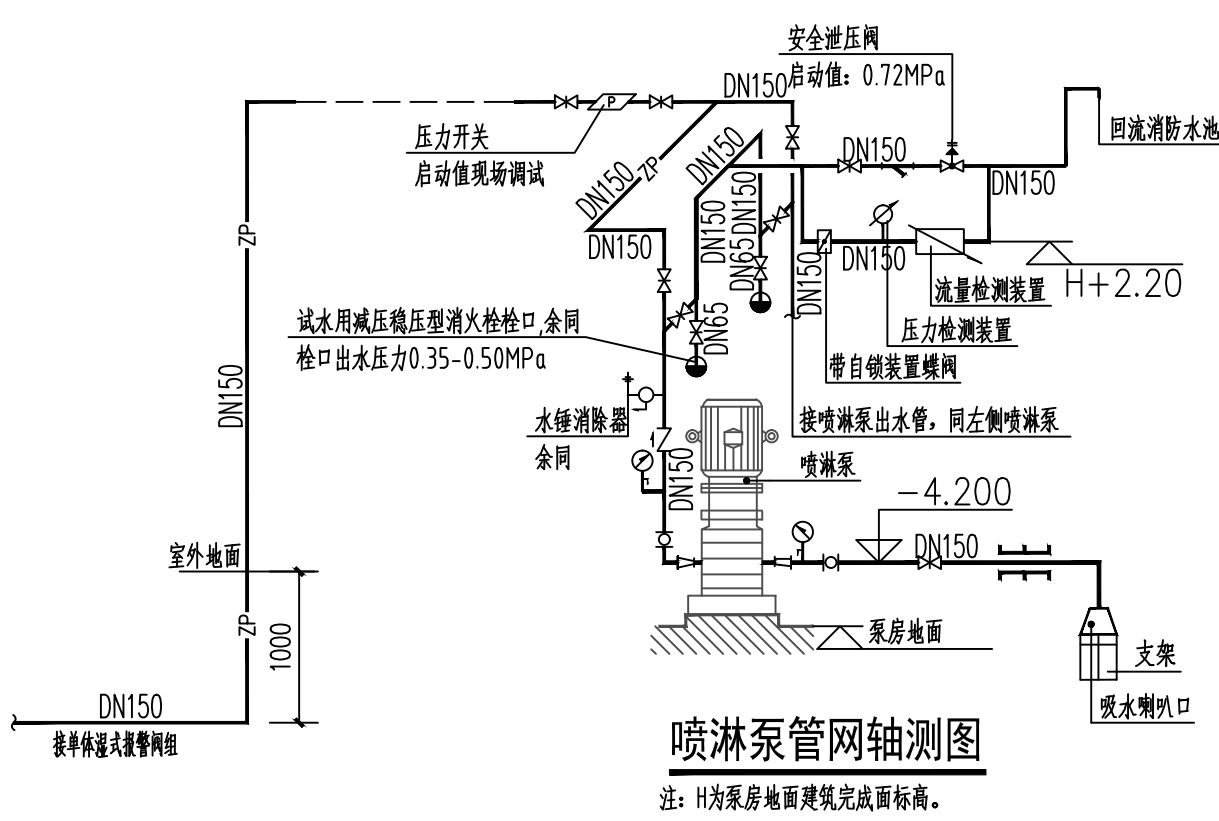 安全泄压阀
启动值：0.72MPa
DN150
P
压力开关
启动值现场调试
回流消防水池
DN150
ZP
DN150
DN150
DN150
DN150
DN150
DN150
DN150
DN65
DN150
DN150
ZP
H+2.20
流量检测装置
压力检测装置
带自锁装置蝶阀
试水用减压稳压型消火栓栓口,余同
栓口出水压力0.35-0.50MPa
DN65
DN150
水锤消除器
余同
接喷淋泵出水管，同左侧喷淋泵
喷淋泵
DN150
-4.200
DN150
室外地面
ZP
1000
泵房地面
支架
吸水喇叭口
DN150
接单体湿式报警阀组
喷淋泵管网轴测图
注：H为泵房地面建筑完成面标高。